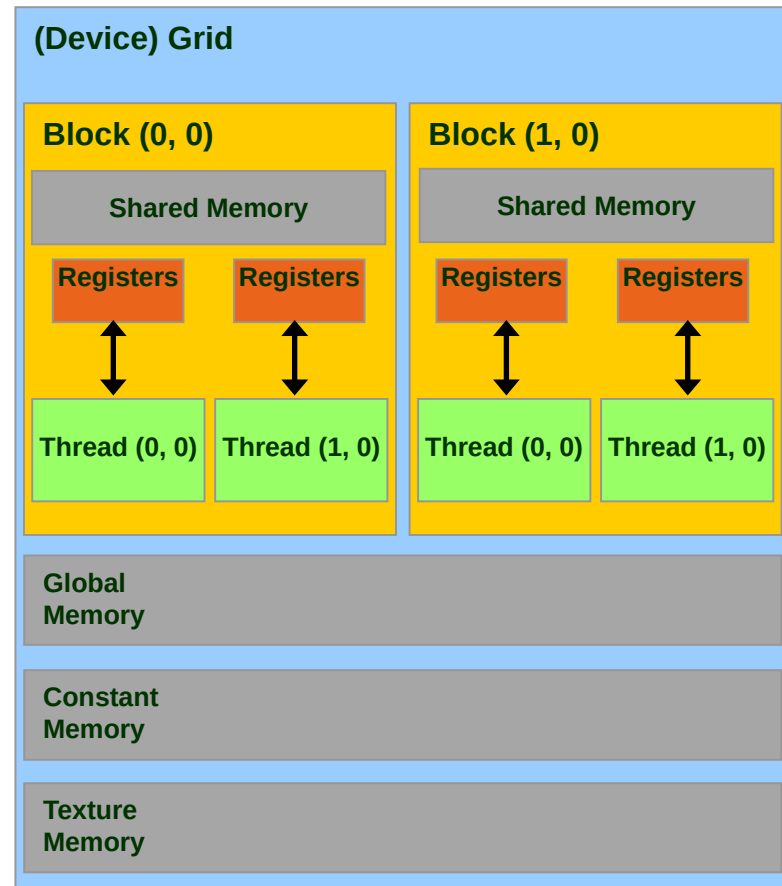 (Device) Grid
Block (0, 0)
Shared Memory
Registers
Registers
Thread (0, 0)
Thread (1, 0)
Block (1, 0)
Shared Memory
Registers
Registers
Thread (0, 0)
Thread (1, 0)
Global
Memory
Constant
Memory
Texture
Memory